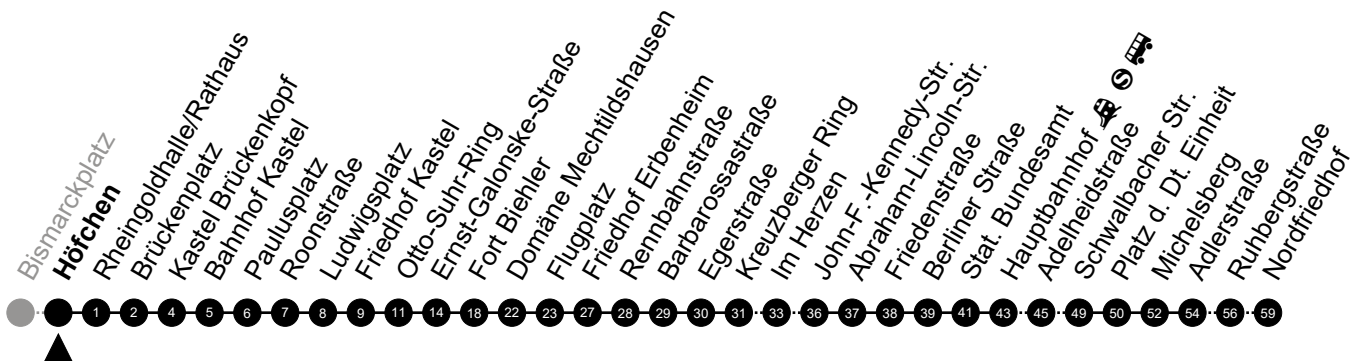 Bismarckplatz
Höfchen
Rheingoldhalle/Rathaus
Brückenplatz
Kastel Brückenkopf
Bahnhof Kastel
Paulusplatz
Roonstraße
Ludwigsplatz
Friedhof Kastel
Otto-Suhr-Ring
Ernst-Galonske-Straße
Fort Biehler
Domäne Mechtildshausen
Flugplatz
Friedhof Erbenheim
Rennbahnstraße
Barbarossastraße
Egerstraße
Kreuzberger Ring
Im Herzen
John-F.-Kennedy-Str.
Abraham-Lincoln-Str.
Friedenstraße
Berliner Straße
Stat. Bundesamt
Hauptbahnhof S
Adelheidstraße
Schwalbacher Str.
Platz d. Dt. Einheit
Michelsberg
Adlerstraße
Ruhbergstraße
Nordfriedhof
1 2 4 5 6 7 8 9 11 14 18 22 23 27 28 29 30 31 33 36 37 38 39 41 43 45 49 50 52 54 56 59